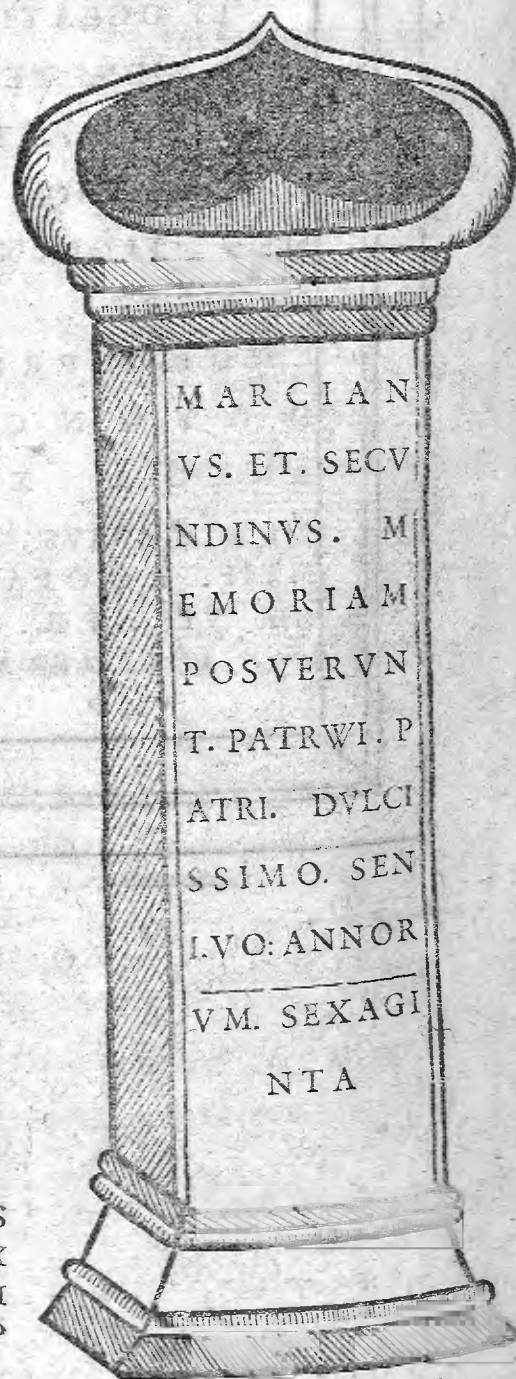 MARCIAN
VS. ET. SECV
NDINVS. M
EMORIAM
POSVERVN
T. PATRWI. P
ATRI. DVLCI
SSIMO. SEN
I.VO: ANNOR
VM. SEXAGI
NTA